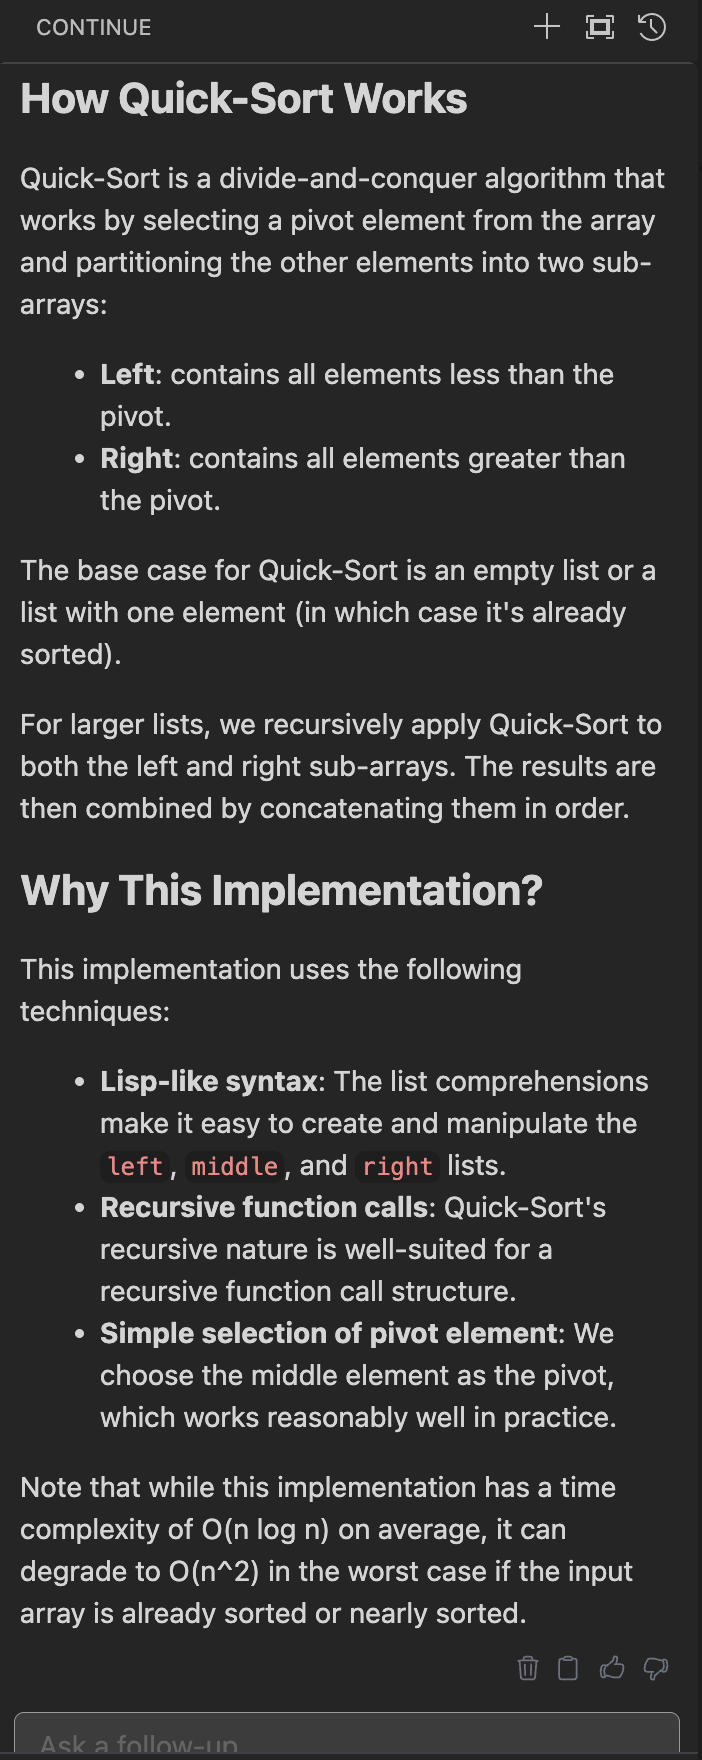 CONTINUE
How Quick-Sort Works
Quick-Sort is a divide-and-conquer algorithm that
works by selecting a pivot element from the array
and partitioning the other elements into two sub-
arrays:
• Left: contains all elements less than the
pivot.
• Right: contains all elements greater than
the pivot.
The base case for Quick-Sort is an empty list or a
list with one element (in which case it's already
sorted).
For larger lists, we recursively apply Quick-Sort to
both the left and right sub-arrays. The results are
then combined by concatenating them in order.
Why This Implementation?
This implementation uses the following
techniques:
• Lisp-like syntax: The list comprehensions
make it easy to create and manipulate the
left, middle, and right lists.
• Recursive function calls: Quick-Sort's
recursive nature is well-suited for a
recursive function call structure.
• Simple selection of pivot element: We
choose the middle element as the pivot,
which works reasonably well in practice.
Note that while this implementation has a time
complexity of O(n log n) on average, it can
degrade to O(n^2) in the worst case if the input
array is already sorted or nearly sorted.
Ask a follow-up